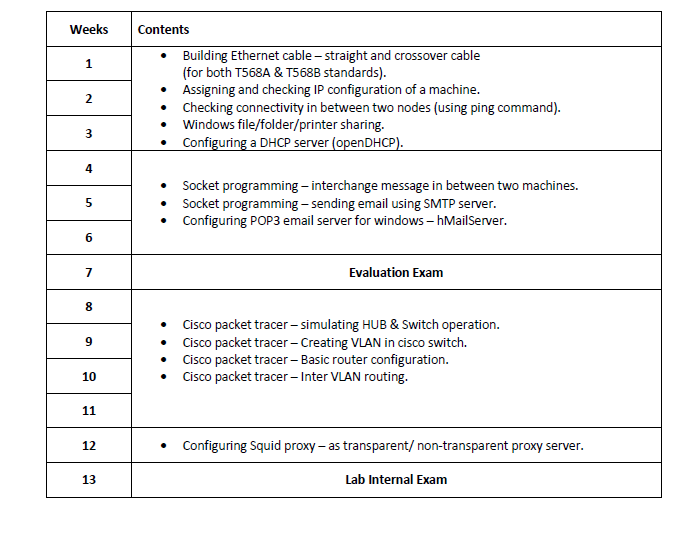 Weeks Contents
1
2
3
• Building Ethernet cable – straight and crossover cable
(for both T568A & T568B standards).
• Assigning and checking IP configuration of a machine.
• Checking connectivity in between two nodes (using ping command).
• Windows file/folder/printer sharing.
• Configuring a DHCP server (openDHCP).
4
5
6
• Socket programming – interchange message in between two machines.
• Socket programming – sending email using SMTP server.
• Configuring POP3 email server for windows – hMailServer.
7 Evaluation Exam
8
9
10
11
• Cisco packet tracer – simulating HUB & Switch operation.
• Cisco packet tracer – Creating VLAN in cisco switch.
• Cisco packet tracer – Basic router configuration.
• Cisco packet tracer – Inter VLAN routing.
12 • Configuring Squid proxy – as transparent/ non-transparent proxy server.
13 Lab Internal Exam